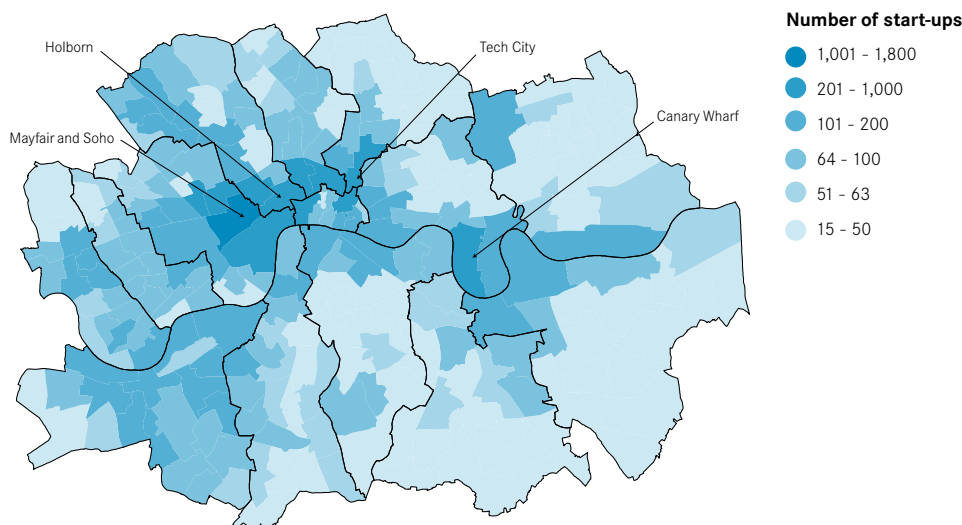 Holborn
Tech City
Mayfair and Soho
Canary Wharf
Number of start-ups
1,001 - 1,800
201 - 1,000
101 - 200
64 - 100
51 - 63
15 - 50